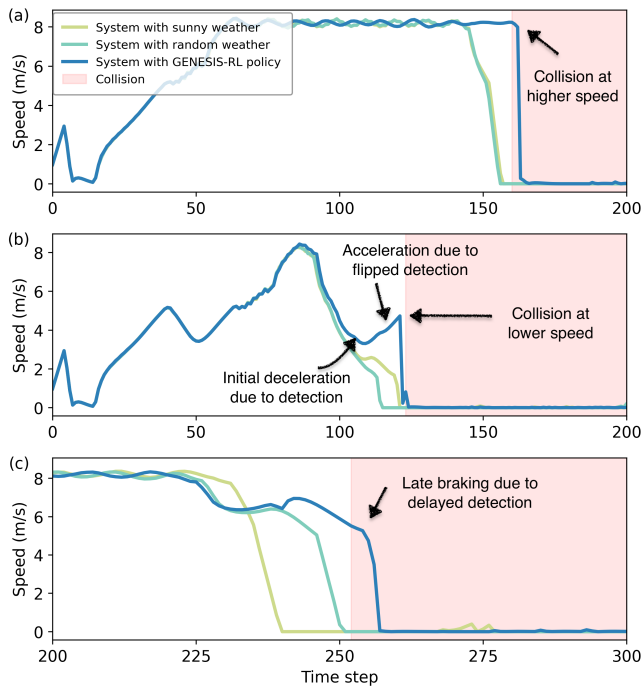 (a)
System with sunny weather
System with random weather
System with GENESIS-RL policy
Collision
Collision at
higher speed
Speed (m/s)
8
6
4
2
0
0
50
100
150
200
(b)
Acceleration due to
flipped detection
Collision at
lower speed
Initial deceleration
due to detection
Speed (m/s)
8
6
4
2
0
0
50
100
150
200
(c)
Late braking due to
delayed detection
Speed (m/s)
8
6
4
2
0
200
225
250
275
300
Time step